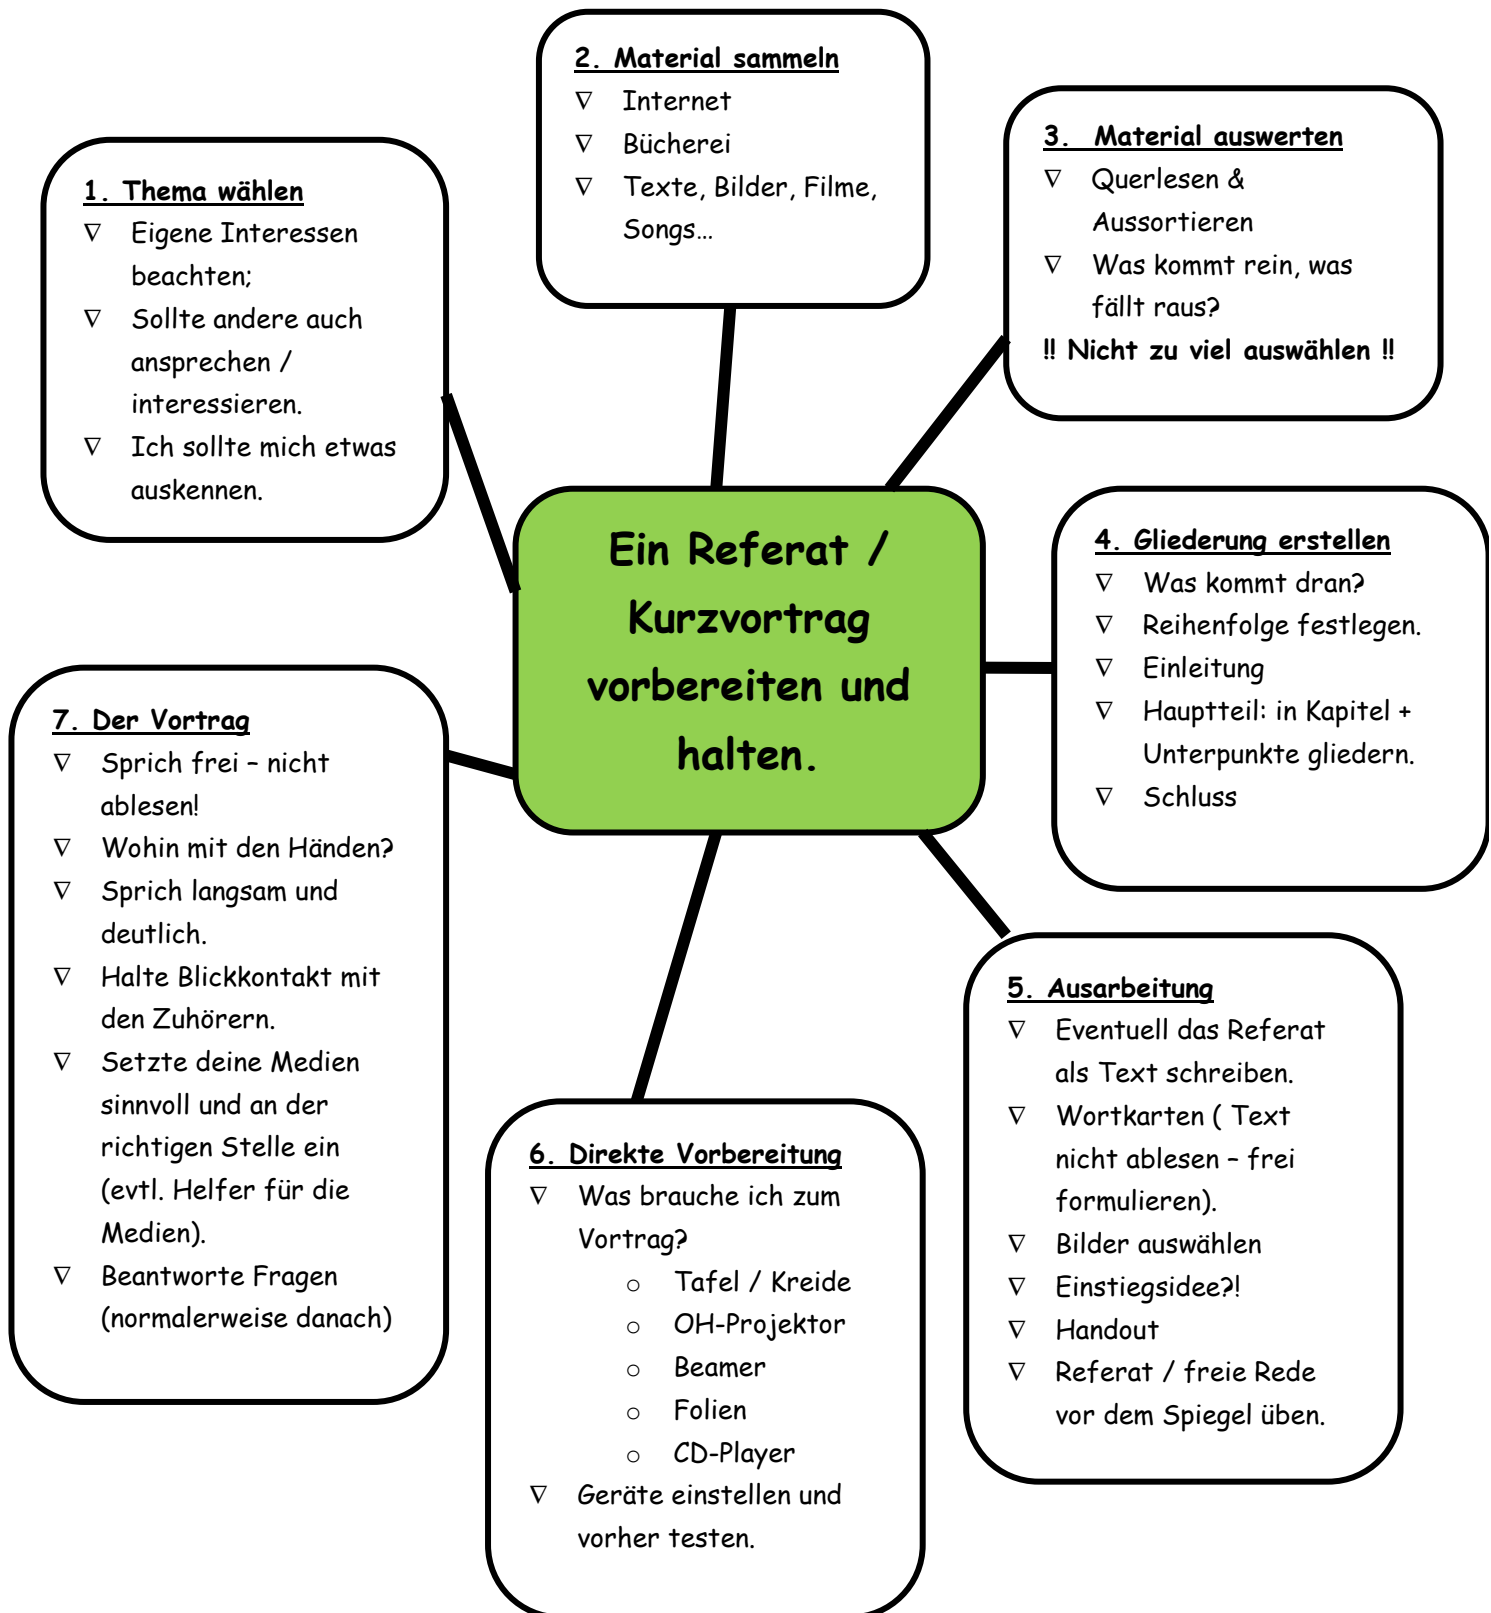 Ein Referat /
Kurzvortrag
vorbereiten und
halten.
1. Thema wählen
∇ Eigene Interessen
beachten;
∇ Sollte andere auch
ansprechen /
interessieren.
∇ Ich sollte mich etwas
auskennen.
2. Material sammeln
∇ Internet
∇ Bücherei
∇ Texte, Bilder, Filme,
Songs…
3. Material auswerten
∇ Querlesen &
Aussortieren
∇ Was kommt rein, was
fällt raus?
!! Nicht zu viel auswählen !!
4. Gliederung erstellen
∇ Was kommt dran?
∇ Reihenfolge festlegen.
∇ Einleitung
∇ Hauptteil: in Kapitel +
Unterpunkte gliedern.
∇ Schluss
5. Ausarbeitung
∇ Eventuell das Referat
als Text schreiben.
∇ Wortkarten ( Text
nicht ablesen – frei
formulieren).
∇ Bilder auswählen
∇ Einstiegsidee?!
∇ Handout
∇ Referat / freie Rede
vor dem Spiegel üben.
6. Direkte Vorbereitung
∇ Was brauche ich zum
Vortrag?
o Tafel / Kreide
o OH-Projektor
o Beamer
o Folien
o CD-Player
∇ Geräte einstellen und
vorher testen.
7. Der Vortrag
∇ Sprich frei – nicht
ablesen!
∇ Wohin mit den Händen?
∇ Sprich langsam und
deutlich.
∇ Halte Blickkontakt mit
den Zuhörern.
∇ Setzte deine Medien
sinnvoll und an der
richtigen Stelle ein
(evtl. Helfer für die
Medien).
∇ Beantworte Fragen
(normalerweise danach)